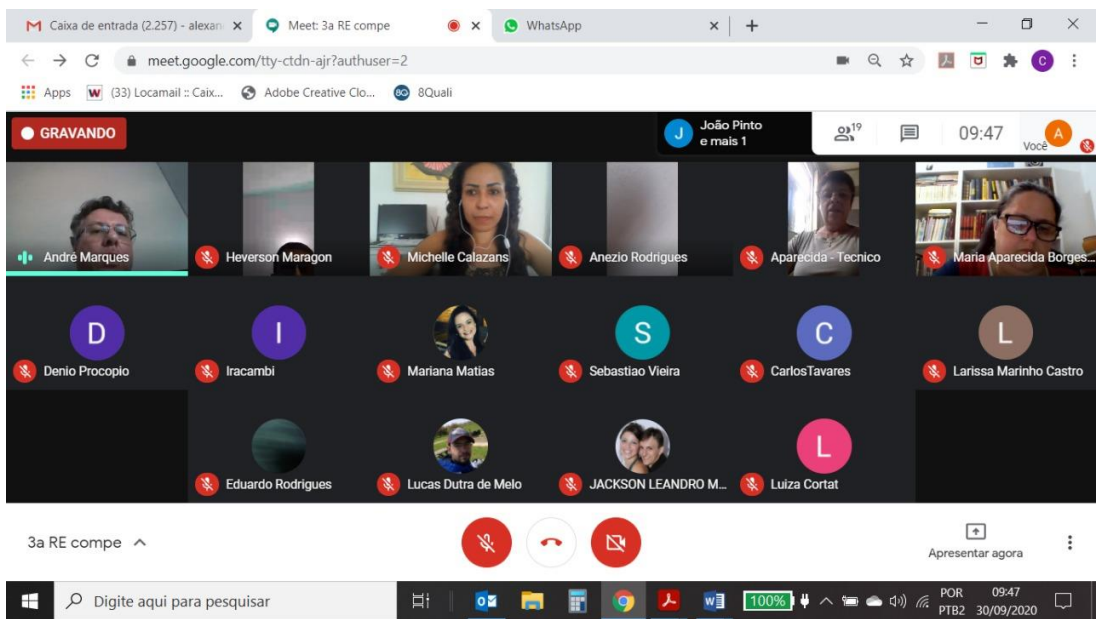 Caixa de entrada (2.257) - alexan
Meet: 3a RE compe
WhatsApp
meet.google.com/tty-ctdn-ajr?authuser=2
C
Apps
W
(33) Locamail :: Caix...
Adobe Creative Clo...
8Q
8Quali
GRAVANDO
J
João Pinto
e mais 1
19
09:47
Você
A
André Marques
Heverson Maragon
Michelle Calazans
Anezio Rodrigues
Aparecida - Tecnico
Maria Aparecida Borges...
D
I
S
C
L
Denio Procopio
Iracambi
Mariana Matias
Sebastiao Vieira
CarlosTavares
Larissa Marinho Castro
L
Eduardo Rodrigues
Lucas Dutra de Melo
JACKSON LEANDRO M...
Luiza Cortat
3a RE compe
Apresentar agora
Digite aqui para pesquisar
100%
POR
PTB2
09:47
30/09/2020